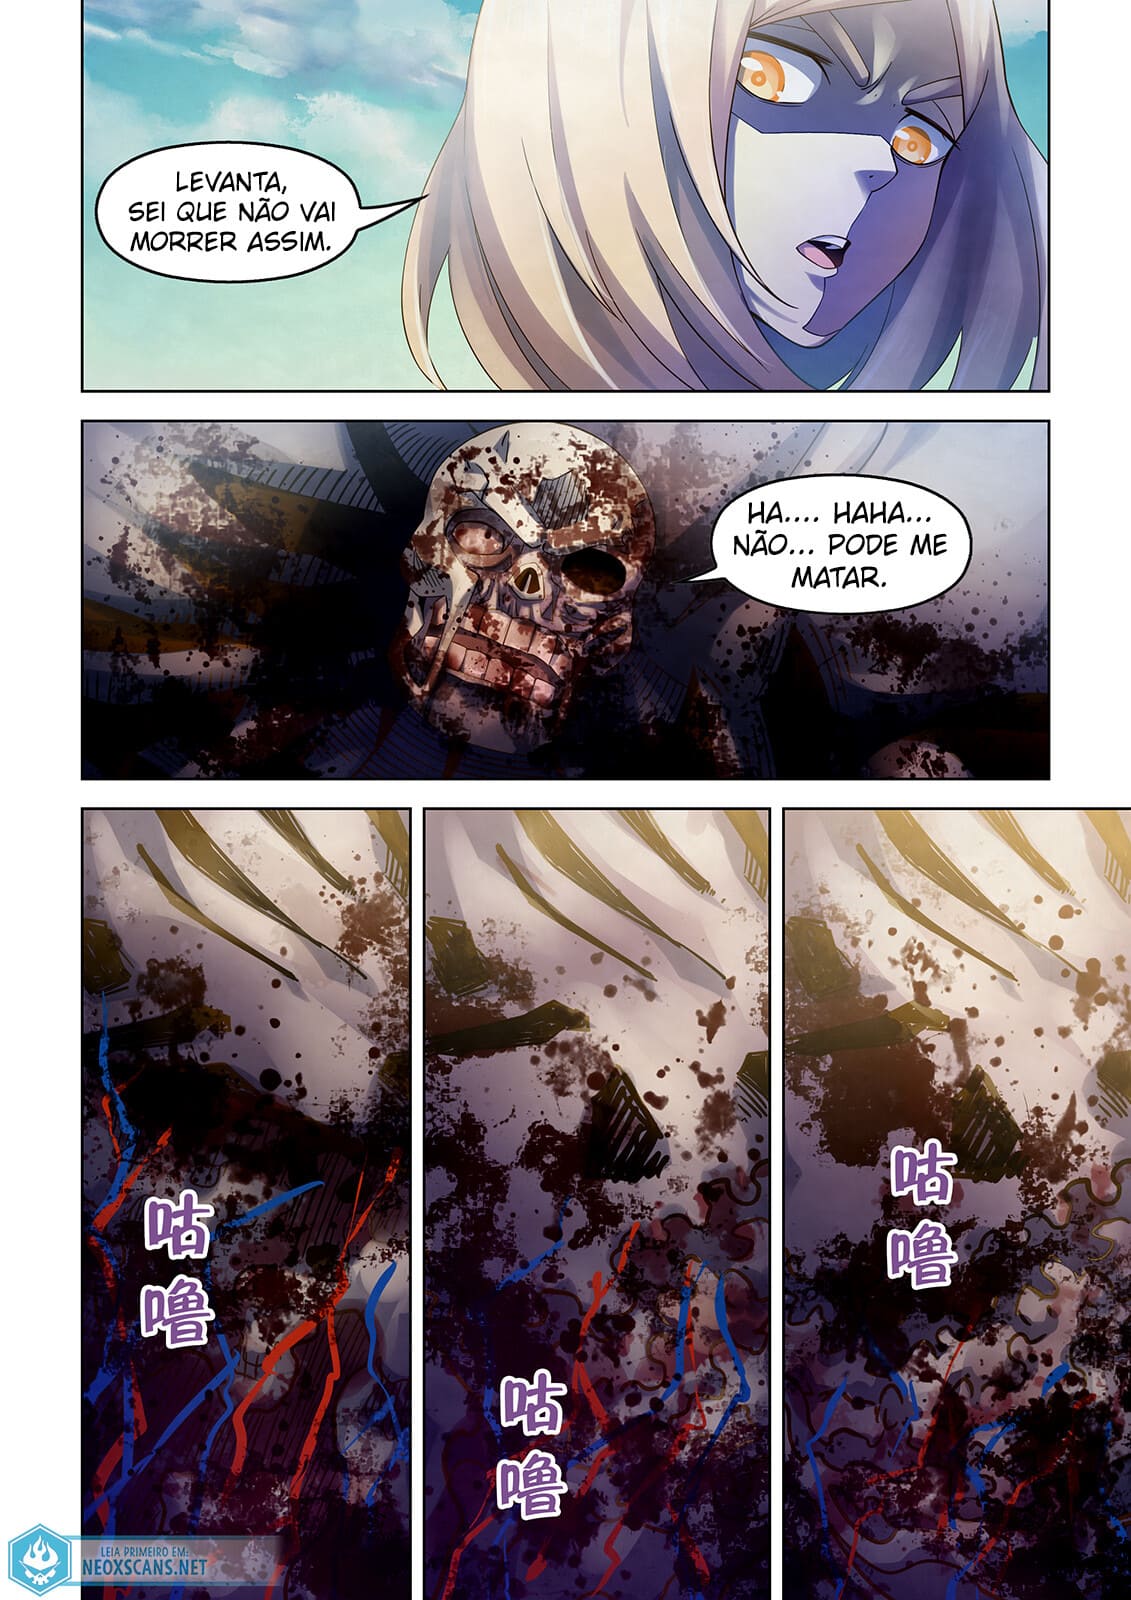 LEVANTA,
SEI QUE NÃO VAI
MORRER ASSIM.
HA.... HAHA...
NÃO... PODE ME
MATAR.
咕
噜
咕
噜
咕
噜
LEIA PRIMEIRO EM:
NEOXSCANS.NET